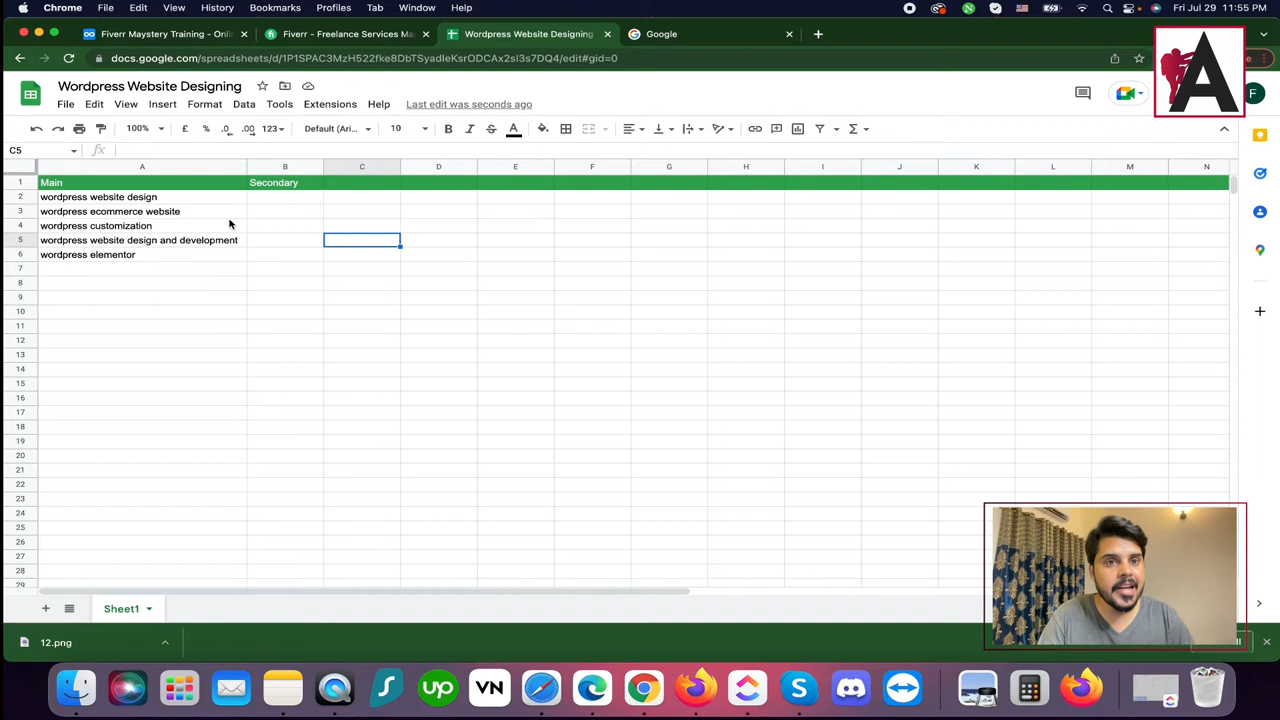 Chrome File Edit View History Bookmarks Profiles Tab Window Help Fri Jul 29 11:55 PM
Fiverr Maystery Training - Onli Fiverr - Freelance Services Ma Wordpress Website Designing Google
docs.google.com/spreadsheets/d/1P1SPAC3MzH522fke8DbTSyadIeKsrODCAx2sI3s7DQ4/edit#gid=0
Wordpress Website Designing
File Edit View Insert Format Data Tools Extensions Help Last edit was seconds ago
100% £ % .0 .00 123 Default (Ari... 10 B I S A
C5 fx
A B C D E F G H I J K L M N
1 Main Secondary
2 wordpress website design
3 wordpress ecommerce website
4 wordpress customization
5 wordpress website design and development
6 wordpress elementor
7
8
9
10
11
12
13
14
15
16
17
18
19
20
21
22
23
24
25
26
27
28
29
Sheet1
12.png
up VN
A
F